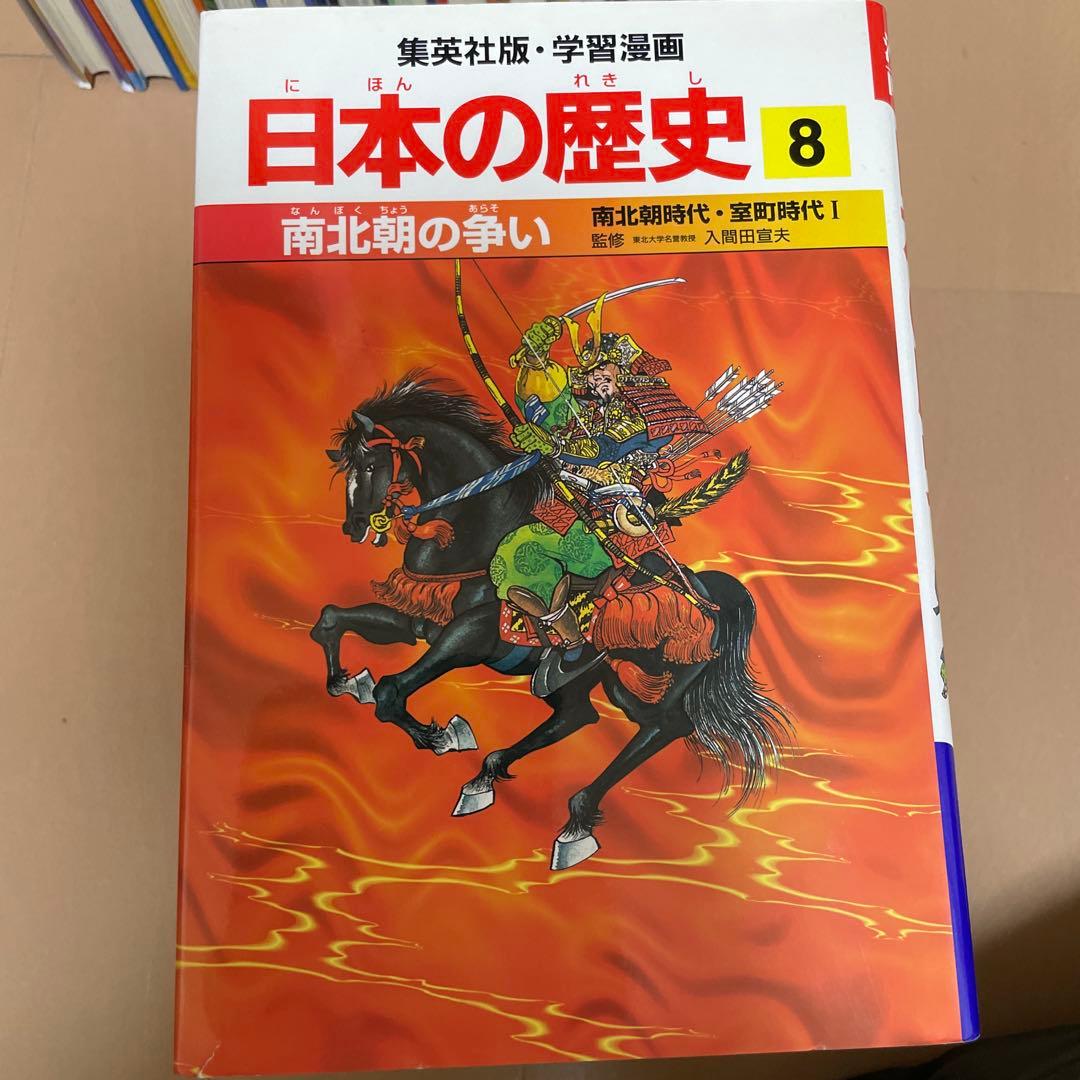 集英社版・学習漫画
に ほん れき し
日本の歴史 8
なん ぼく ちょう あらそ
南北朝の争い
南北朝時代・室町時代Ⅰ
監修 東北大学名誉教授 入間田宣夫